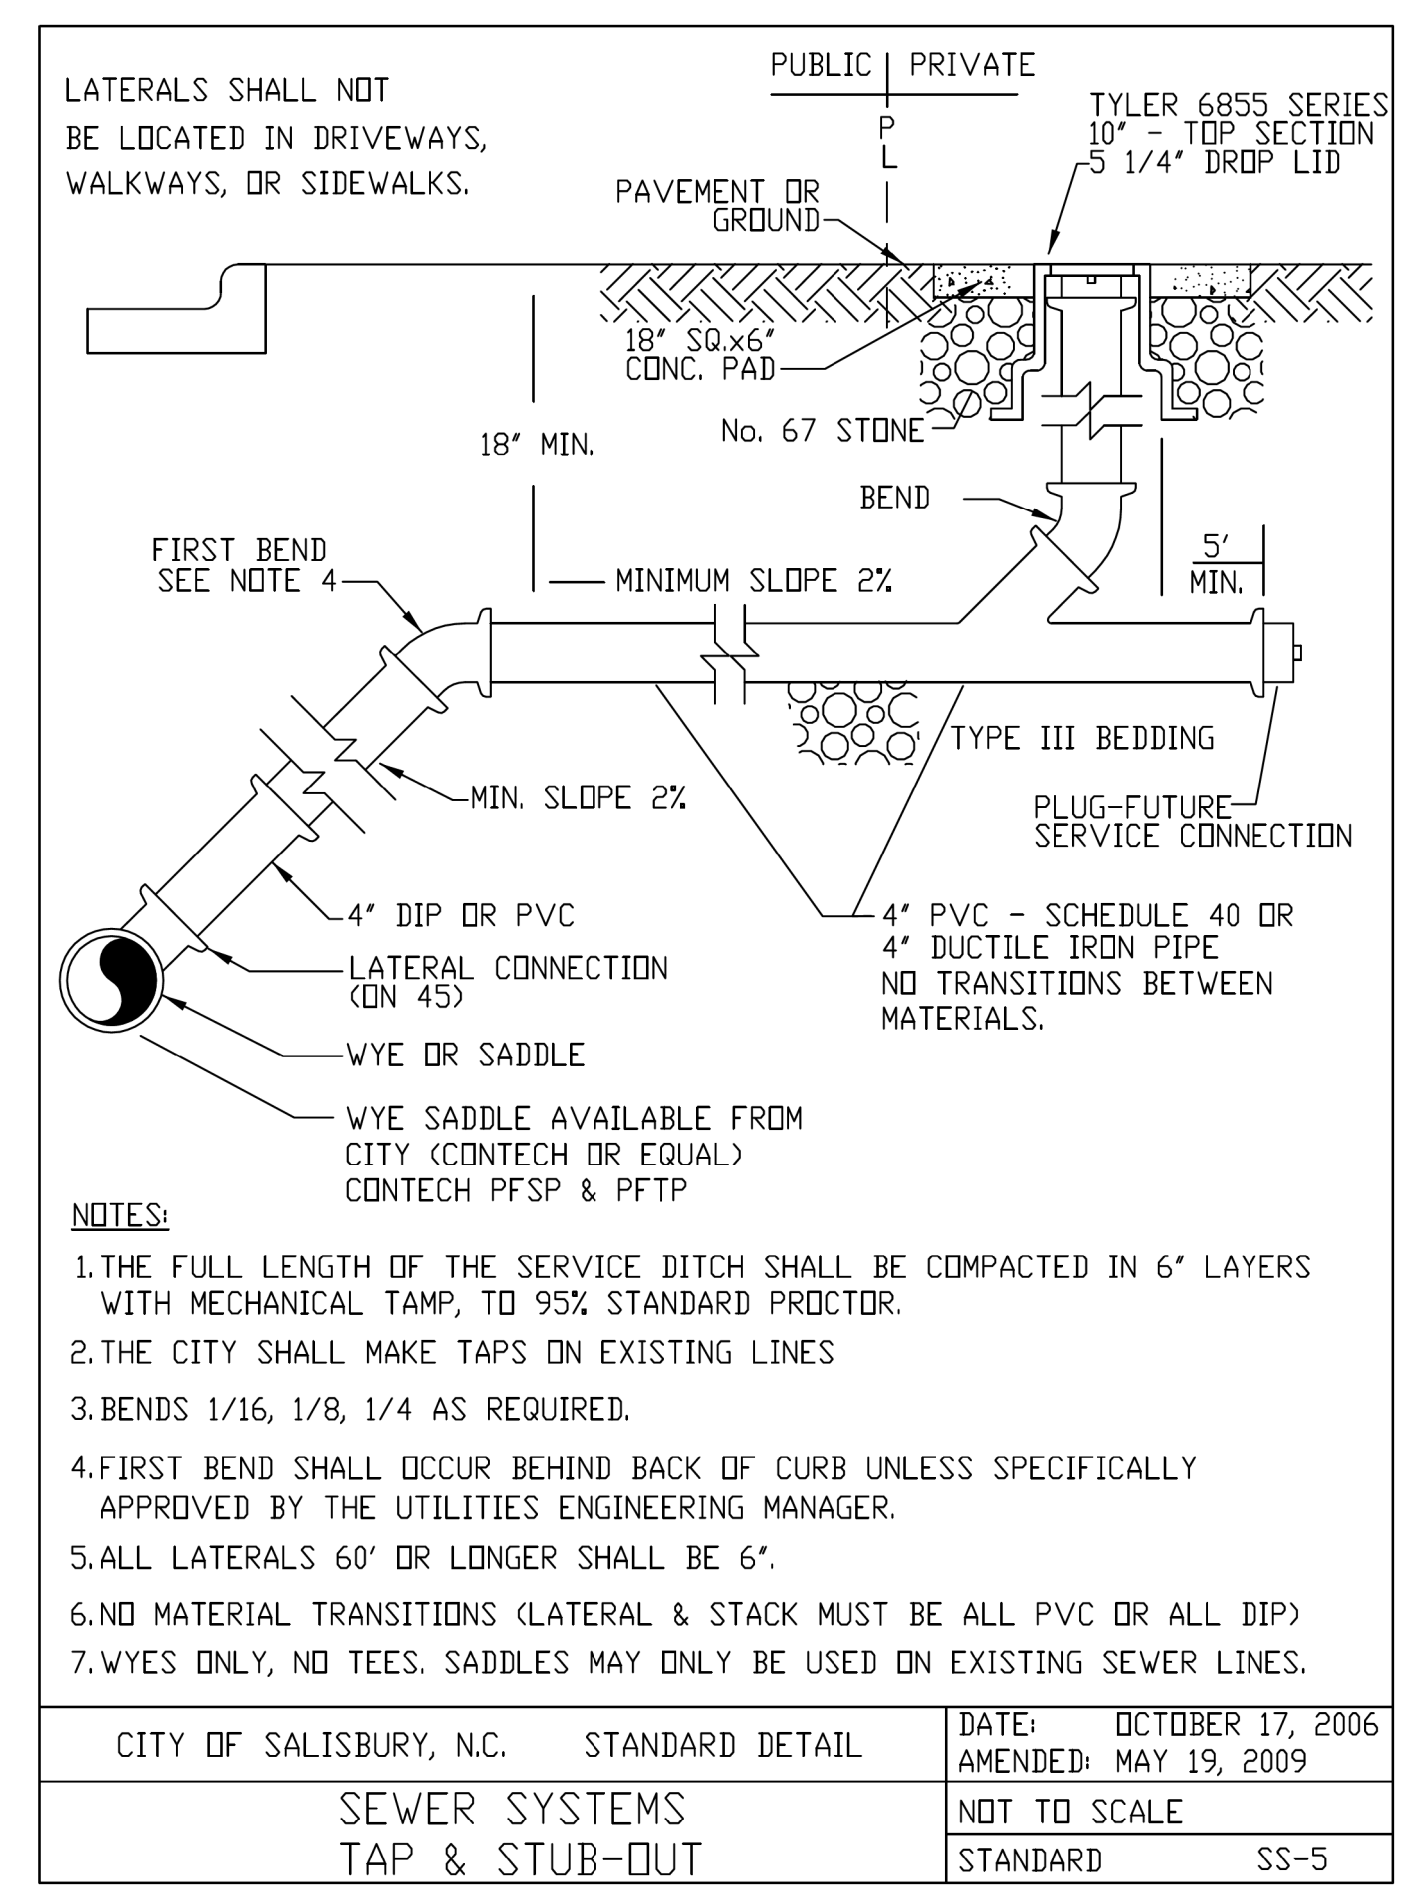 LATERALS SHALL NOT
BE LOCATED IN DRIVEWAYS,
WALKWAYS, OR SIDEWALKS.
PUBLIC PRIVATE
P
L
TYLER 6855 SERIES
10" - TOP SECTION
5 1/4" DROP LID
PAVEMENT OR
GROUND
18" SQ.x6"
CONC. PAD
No. 67 STONE
18" MIN.
BEND
5'
MIN.
FIRST BEND
SEE NOTE 4
MINIMUM SLOPE 2%
TYPE III BEDDING
MIN. SLOPE 2%
PLUG-FUTURE
SERVICE CONNECTION
4" DIP OR PVC
4" PVC - SCHEDULE 40 OR
4" DUCTILE IRON PIPE
NO TRANSITIONS BETWEEN
MATERIALS.
LATERAL CONNECTION
(ON 45)
WYE OR SADDLE
WYE SADDLE AVAILABLE FROM
CITY (CONTECH OR EQUAL)
CONTECH PFSP & PFTP
NOTES:
1. THE FULL LENGTH OF THE SERVICE DITCH SHALL BE COMPACTED IN 6" LAYERS
WITH MECHANICAL TAMP, TO 95% STANDARD PROCTOR.
2. THE CITY SHALL MAKE TAPS ON EXISTING LINES
3. BENDS 1/16, 1/8, 1/4 AS REQUIRED.
4. FIRST BEND SHALL OCCUR BEHIND BACK OF CURB UNLESS SPECIFICALLY
APPROVED BY THE UTILITIES ENGINEERING MANAGER.
5. ALL LATERALS 60' OR LONGER SHALL BE 6".
6. NO MATERIAL TRANSITIONS (LATERAL & STACK MUST BE ALL PVC OR ALL DIP)
7. WYES ONLY, NO TEES. SADDLES MAY ONLY BE USED ON EXISTING SEWER LINES.
CITY OF SALISBURY, N.C. STANDARD DETAIL
DATE: OCTOBER 17, 2006
AMENDED: MAY 19, 2009
SEWER SYSTEMS
TAP & STUB-OUT
NOT TO SCALE
STANDARD SS-5